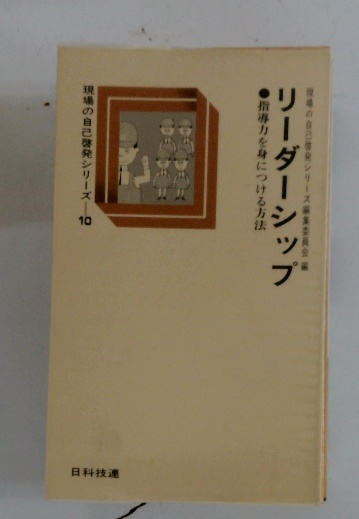 現場の自己啓発シリーズ編集委員会編
リーダーシップ
●指導力を身につける方法
現場の自己啓発シリーズ―10
日科技連